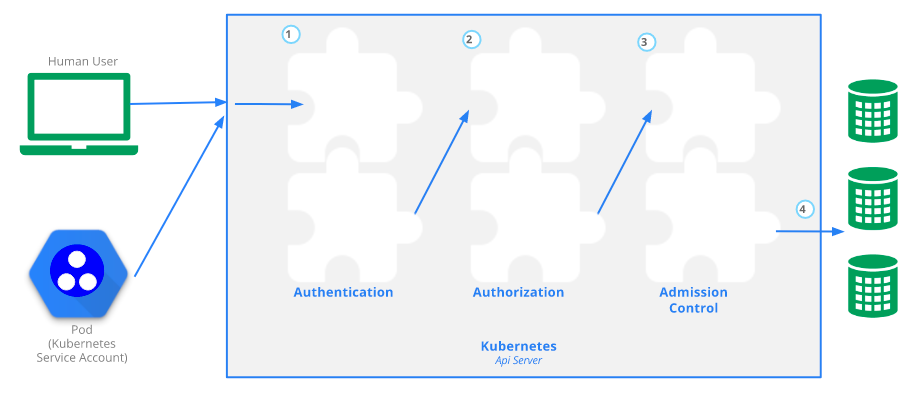 Human User
1
2
3
4
Authentication
Authorization
Admission
Control
Pod
(Kubernetes
Service Account)
Kubernetes
Api Server